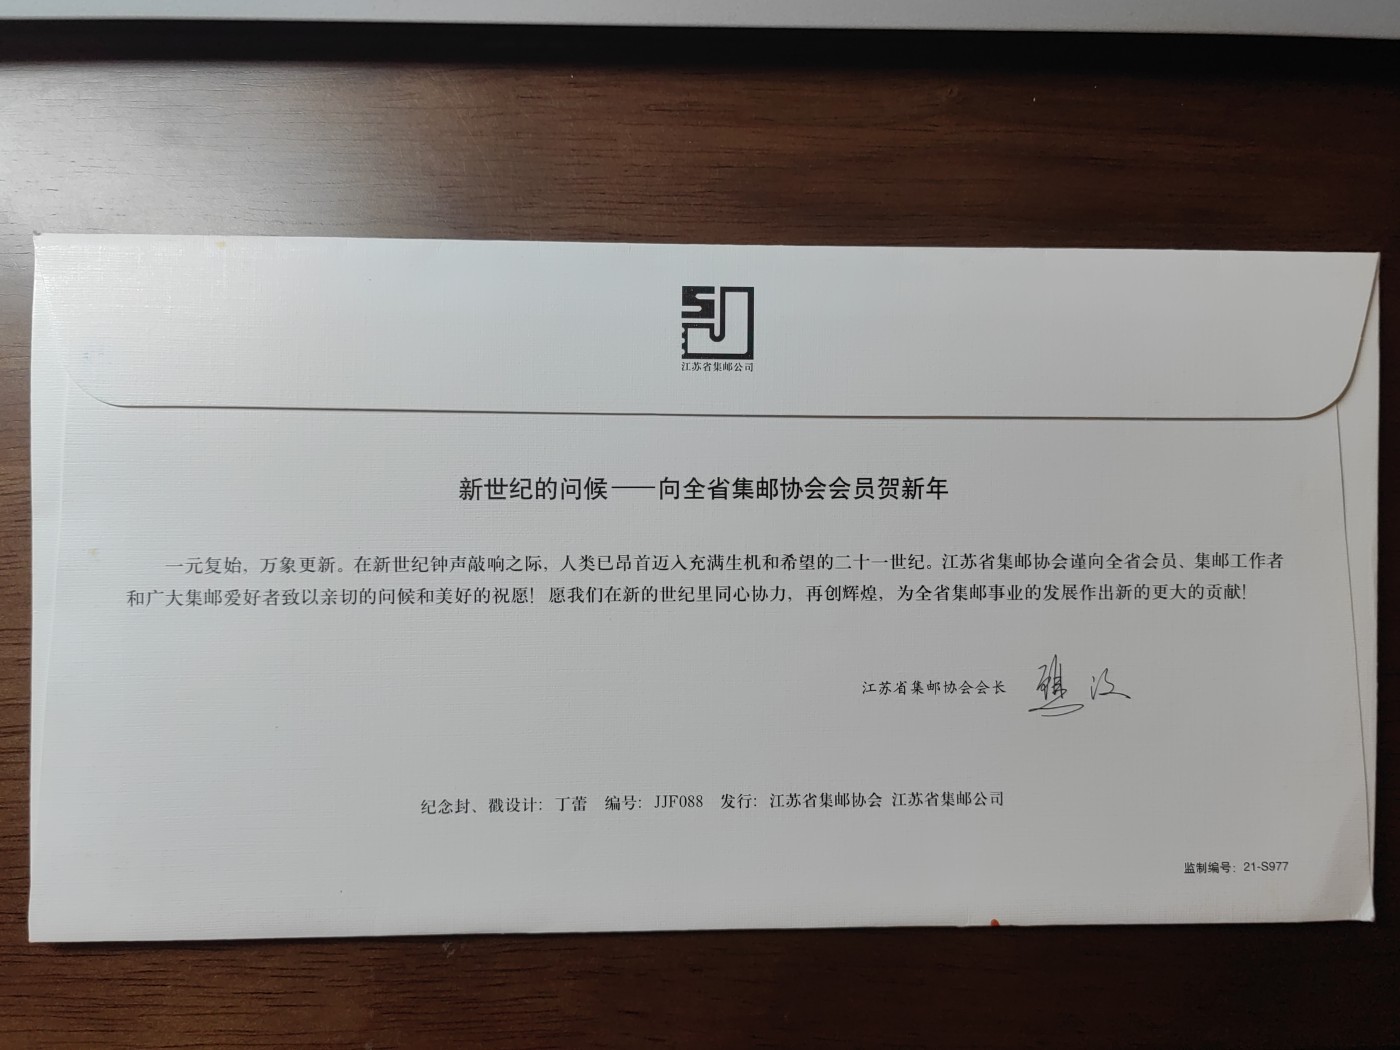 江苏省集邮公司
新世纪的问候——向全省集邮协会会员贺新年
一元复始，万象更新。在新世纪钟声敲响之际，人类已昂首迈入充满生机和希望的二十一世纪。江苏省集邮协会谨向全省会员、集邮工作者
和广大集邮爱好者致以亲切的问候和美好的祝愿！愿我们在新的世纪里同心协力，再创辉煌，为全省集邮事业的发展作出新的更大的贡献！
江苏省集邮协会会长
纪念封、戳设计：丁蕾 编号：JJF088 发行：江苏省集邮协会 江苏省集邮公司
监制编号：21-S977